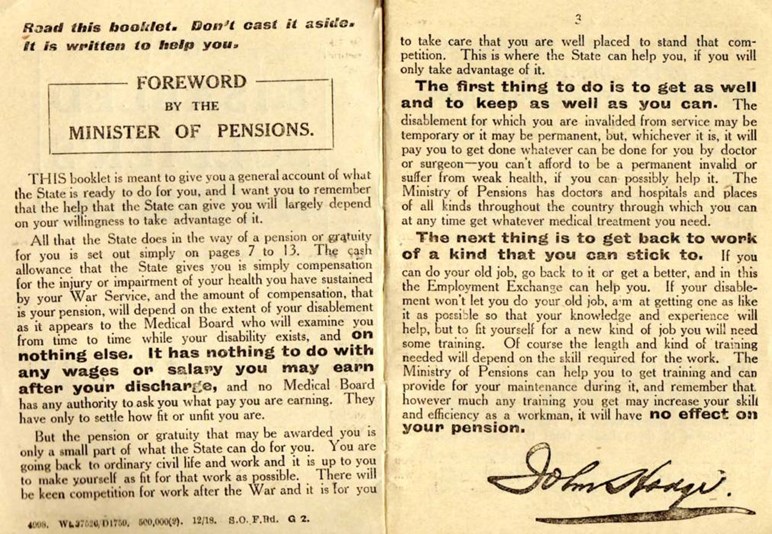 Read this booklet. Don't cast it aside.
It is written to help you.
FOREWORD
BY THE
MINISTER OF PENSIONS.
THIS booklet is meant to give you a general account of what
the State is ready to do for you, and I want you to remember
that the help that the State can give you will largely depend
on your willingness to take advantage of it.
All that the State does in the way of a pension or gratuity
for you is set out simply on pages 7 to 13. The cash
allowance that the State gives you is simply compensation
for the injury or impairment of your health you have sustained
by your War Service, and the amount of compensation, that
is your pension, will depend on the extent of your disablement
as it appears to the Medical Board who will examine you
from time to time while your disability exists, and on
nothing else. It has nothing to do with
any wages or salary you may earn
after your discharge, and no Medical Board
has any authority to ask you what pay you are earning. They
have only to settle how fit or unfit you are.
But the pension or gratuity that may be awarded you is
only a small part of what the State can do for you. You are
going back to ordinary civil life and work and it is up to you
to make yourself as fit for that work as possible. There will
be keen competition for work after the War and it is for you
4998. Wt. 37526/D1750. 500,000(2). 12/18. S.O. F.Rd. G 2.
3
to take care that you are well placed to stand that com-
petition. This is where the State can help you, if you will
only take advantage of it.
The first thing to do is to get as well
and to keep as well as you can. The
disablement for which you are invalided from service may be
temporary or it may be permanent, but, whichever it is, it will
pay you to get done whatever can be done for you by doctor
or surgeon—you can't afford to be a permanent invalid or
suffer from weak health, if you can possibly help it. The
Ministry of Pensions has doctors and hospitals and places
of all kinds throughout the country through which you can
at any time get whatever medical treatment you need.
The next thing is to get back to work
of a kind that you can stick to. If you
can do your old job, go back to it or get a better, and in this
the Employment Exchange can help you. If your disable-
ment won't let you do your old job, aim at getting one as like
it as possible so that your knowledge and experience will
help, but to fit yourself for a new kind of job you will need
some training. Of course the length and kind of training
needed will depend on the skill required for the work. The
Ministry of Pensions can help you to get training and can
provide for your maintenance during it, and remember that
however much any training you get may increase your skill
and efficiency as a workman, it will have no effect on
your pension.
John Hodge.